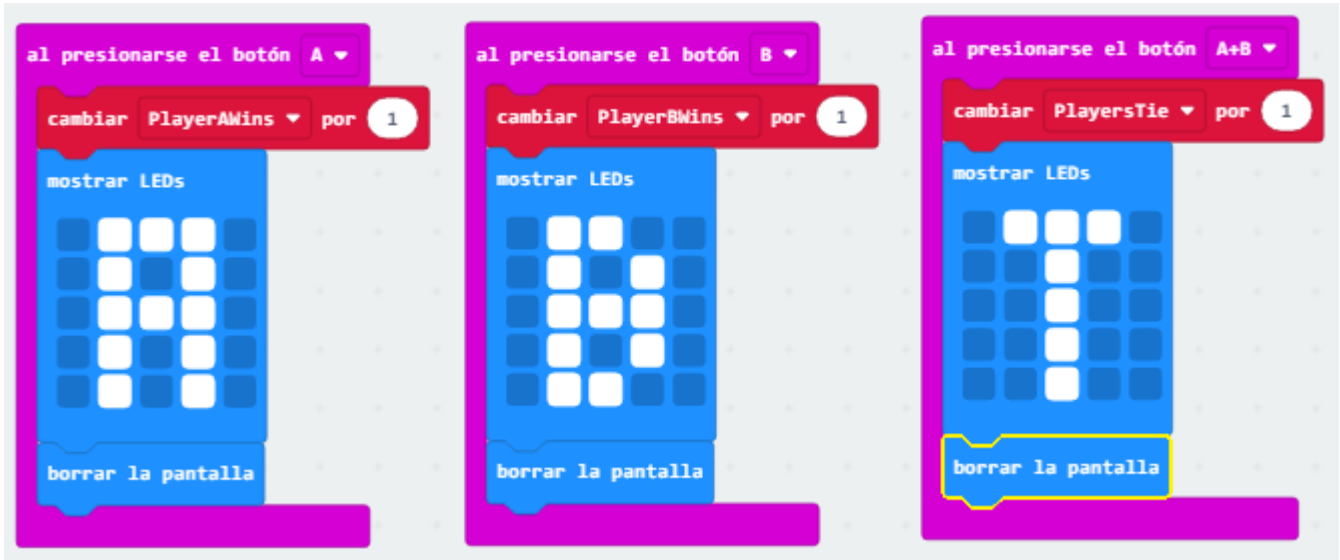 al presionarse el botón A
cambiar PlayerAWins por 1
mostrar LEDs
borrar la pantalla
al presionarse el botón B
cambiar PlayerBWins por 1
mostrar LEDs
borrar la pantalla
al presionarse el botón A+B
cambiar PlayersTie por 1
mostrar LEDs
borrar la pantalla